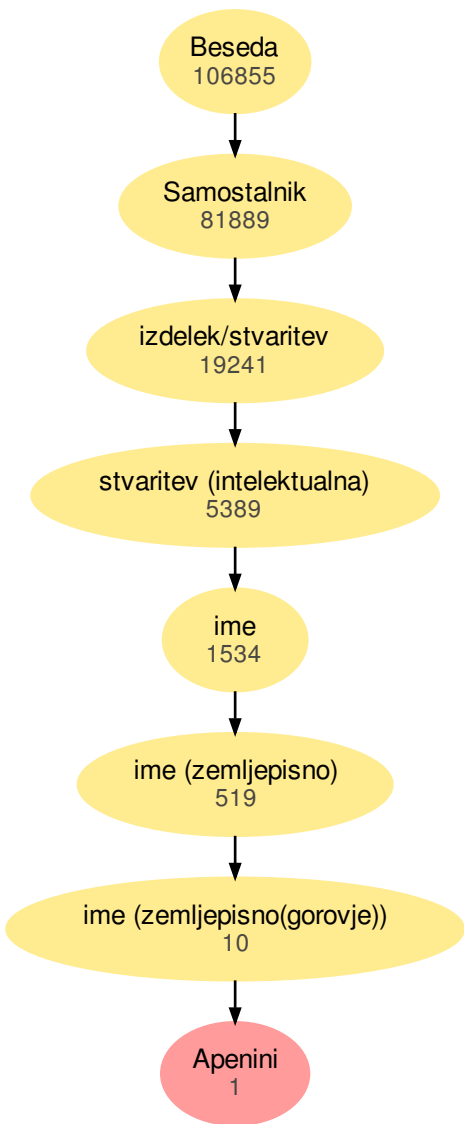 Beseda
106855
Samostalnik
81889
izdelek/stvaritev
19241
stvaritev (intelektualna)
5389
ime
1534
ime (zemljepisno)
519
ime (zemljepisno(gorovje))
10
Apenini
1